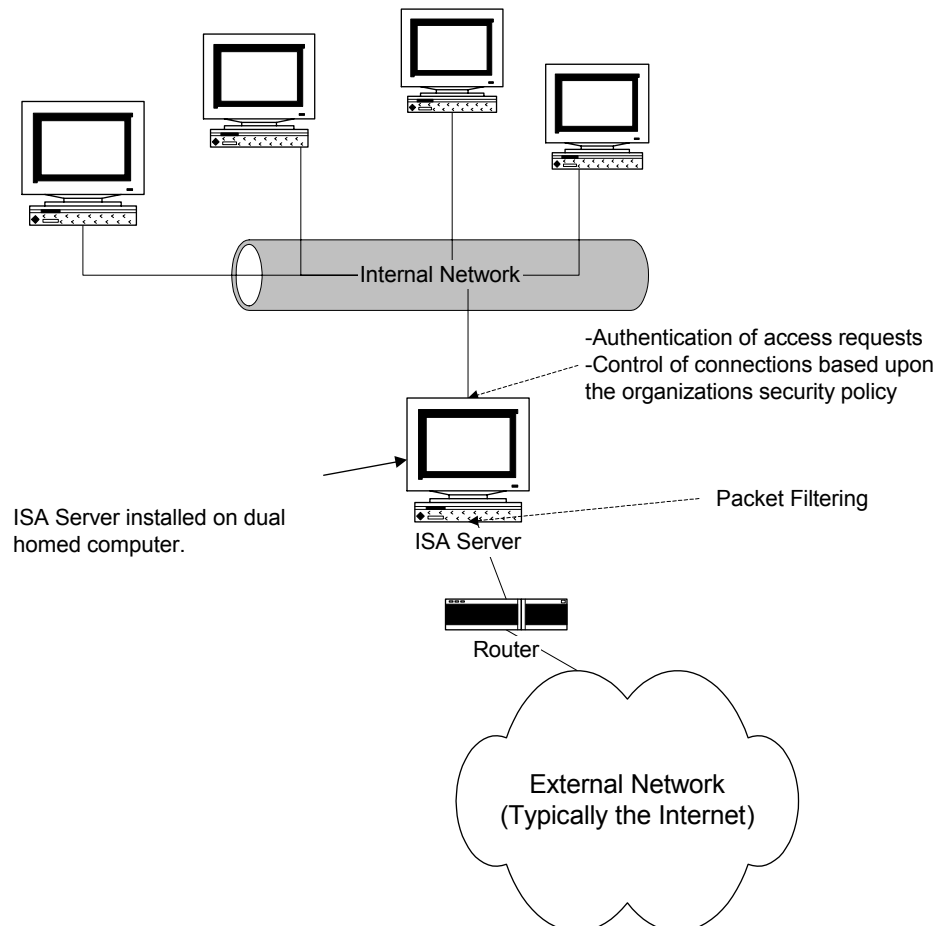 Internal Network
-Authentication of access requests
-Control of connections based upon
the organizations security policy
ISA Server installed on dual
homed computer.
Packet Filtering
ISA Server
Router
External Network
(Typically the Internet)